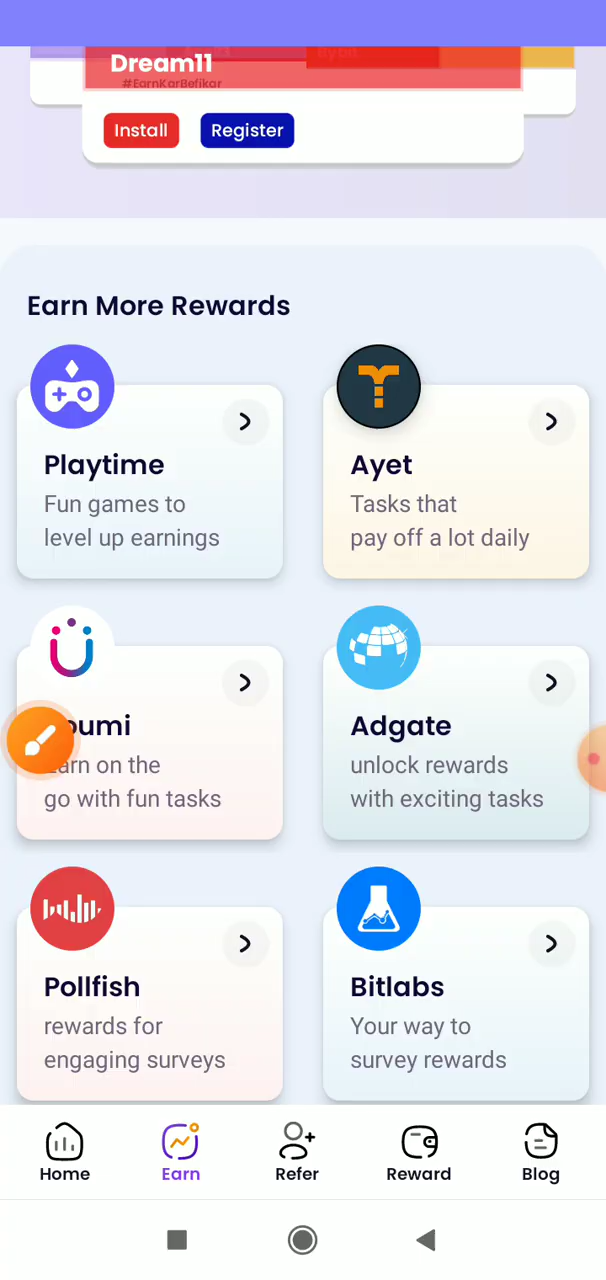 Dream11
#EarnKarBefikar
Install
Register
Earn More Rewards
Playtime
Fun games to
level up earnings
Ayet
Tasks that
pay off a lot daily
oumi
Earn on the
go with fun tasks
Adgate
unlock rewards
with exciting tasks
Pollfish
rewards for
engaging surveys
Bitlabs
Your way to
survey rewards
Home
Earn
Refer
Reward
Blog